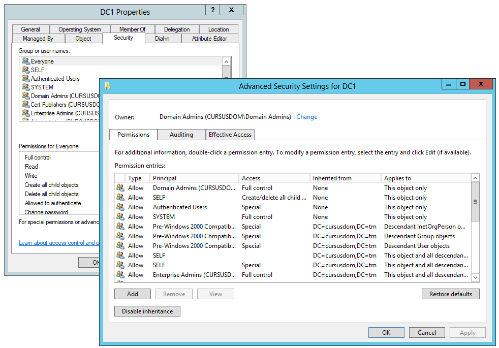 DC1 Properties
? X
General Operating System Member Of Delegation Location
Managed By Object Security Dial-in Attribute Editor
Group or user names:
Everyone
SELF
Authenticated Users
SYSTEM
Domain Admins (CURSUSDOM
Cert Publishers (CURSUSDOM
Enterprise Admins (CURSUS
Permissions for Everyone
Full control
Read
Write
Create all child objects
Delete all child objects
Allowed to authenticate
Change password
For special permissions or advan
Learn about access control and
Advanced Security Settings for DC1
Owner: Domain Admins (CURSUSDOM\Domain Admins) Change
Permissions Auditing Effective Access
For additional information, double-click a permission entry. To modify a permission entry, select the entry and click Edit (if available).
Permission entries:
Type Principal Access Inherited from Applies to
Allow Domain Admins (CURSUSDO... Full control None This object only
Allow SELF Create/delete all child ... None This object only
Allow Authenticated Users Special None This object only
Allow SYSTEM Full control None This object only
Allow Pre-Windows 2000 Compatib... Special DC=cursusdom,DC=tm Descendant InetOrgPerson o...
Allow Pre-Windows 2000 Compatib... Special DC=cursusdom,DC=tm Descendant Group objects
Allow Pre-Windows 2000 Compatib... Special DC=cursusdom,DC=tm Descendant User objects
Allow SELF DC=cursusdom,DC=tm This object and all descendan...
Allow SELF Special DC=cursusdom,DC=tm This object and all descendan...
Allow Enterprise Admins (CURSUSD... Full control DC=cursusdom,DC=tm This object and all descendan...
Add Remove View Restore defaults
Disable inheritance
OK Cancel Apply